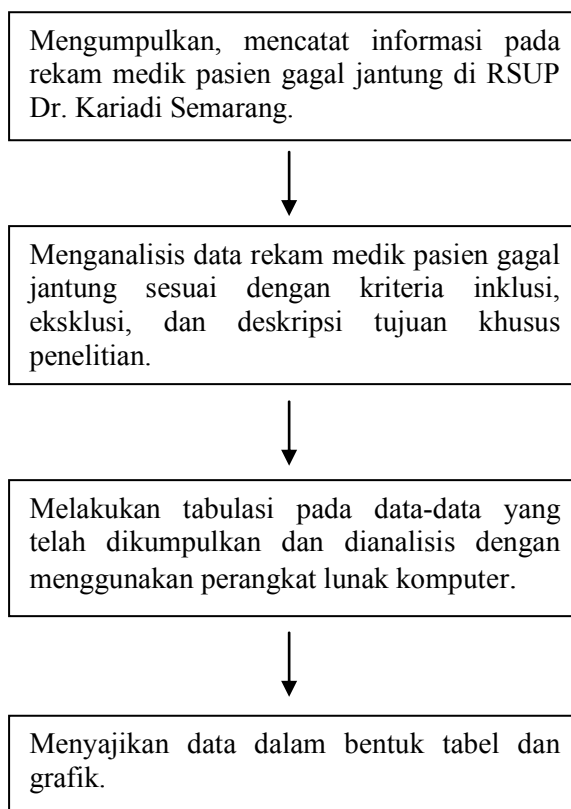 Mengumpulkan, mencatat informasi pada
rekam medik pasien gagal jantung di RSUP
Dr. Kariadi Semarang.
Menganalisis data rekam medik pasien gagal
jantung sesuai dengan kriteria inklusi,
eksklusi, dan deskripsi tujuan khusus
penelitian.
Melakukan tabulasi pada data-data yang
telah dikumpulkan dan dianalisis dengan
menggunakan perangkat lunak komputer.
Menyajikan data dalam bentuk tabel dan
grafik.